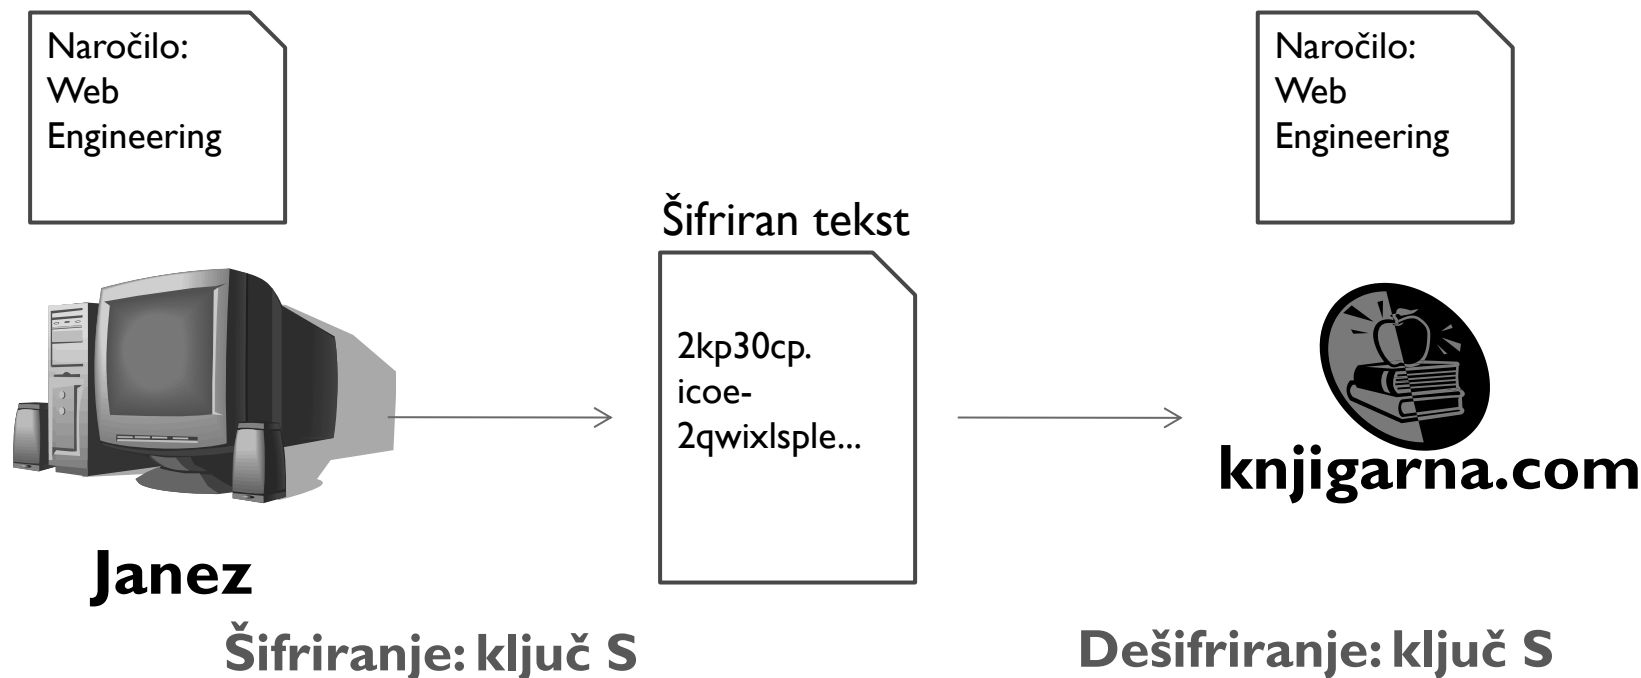 Naročilo:
Web
Engineering
Janez
Šifriranje: ključ S
Šifriran tekst
2kp30cp.
icoe-
2qwixlsple...
Naročilo:
Web
Engineering
knjigarna.com
Dešifriranje: ključ S